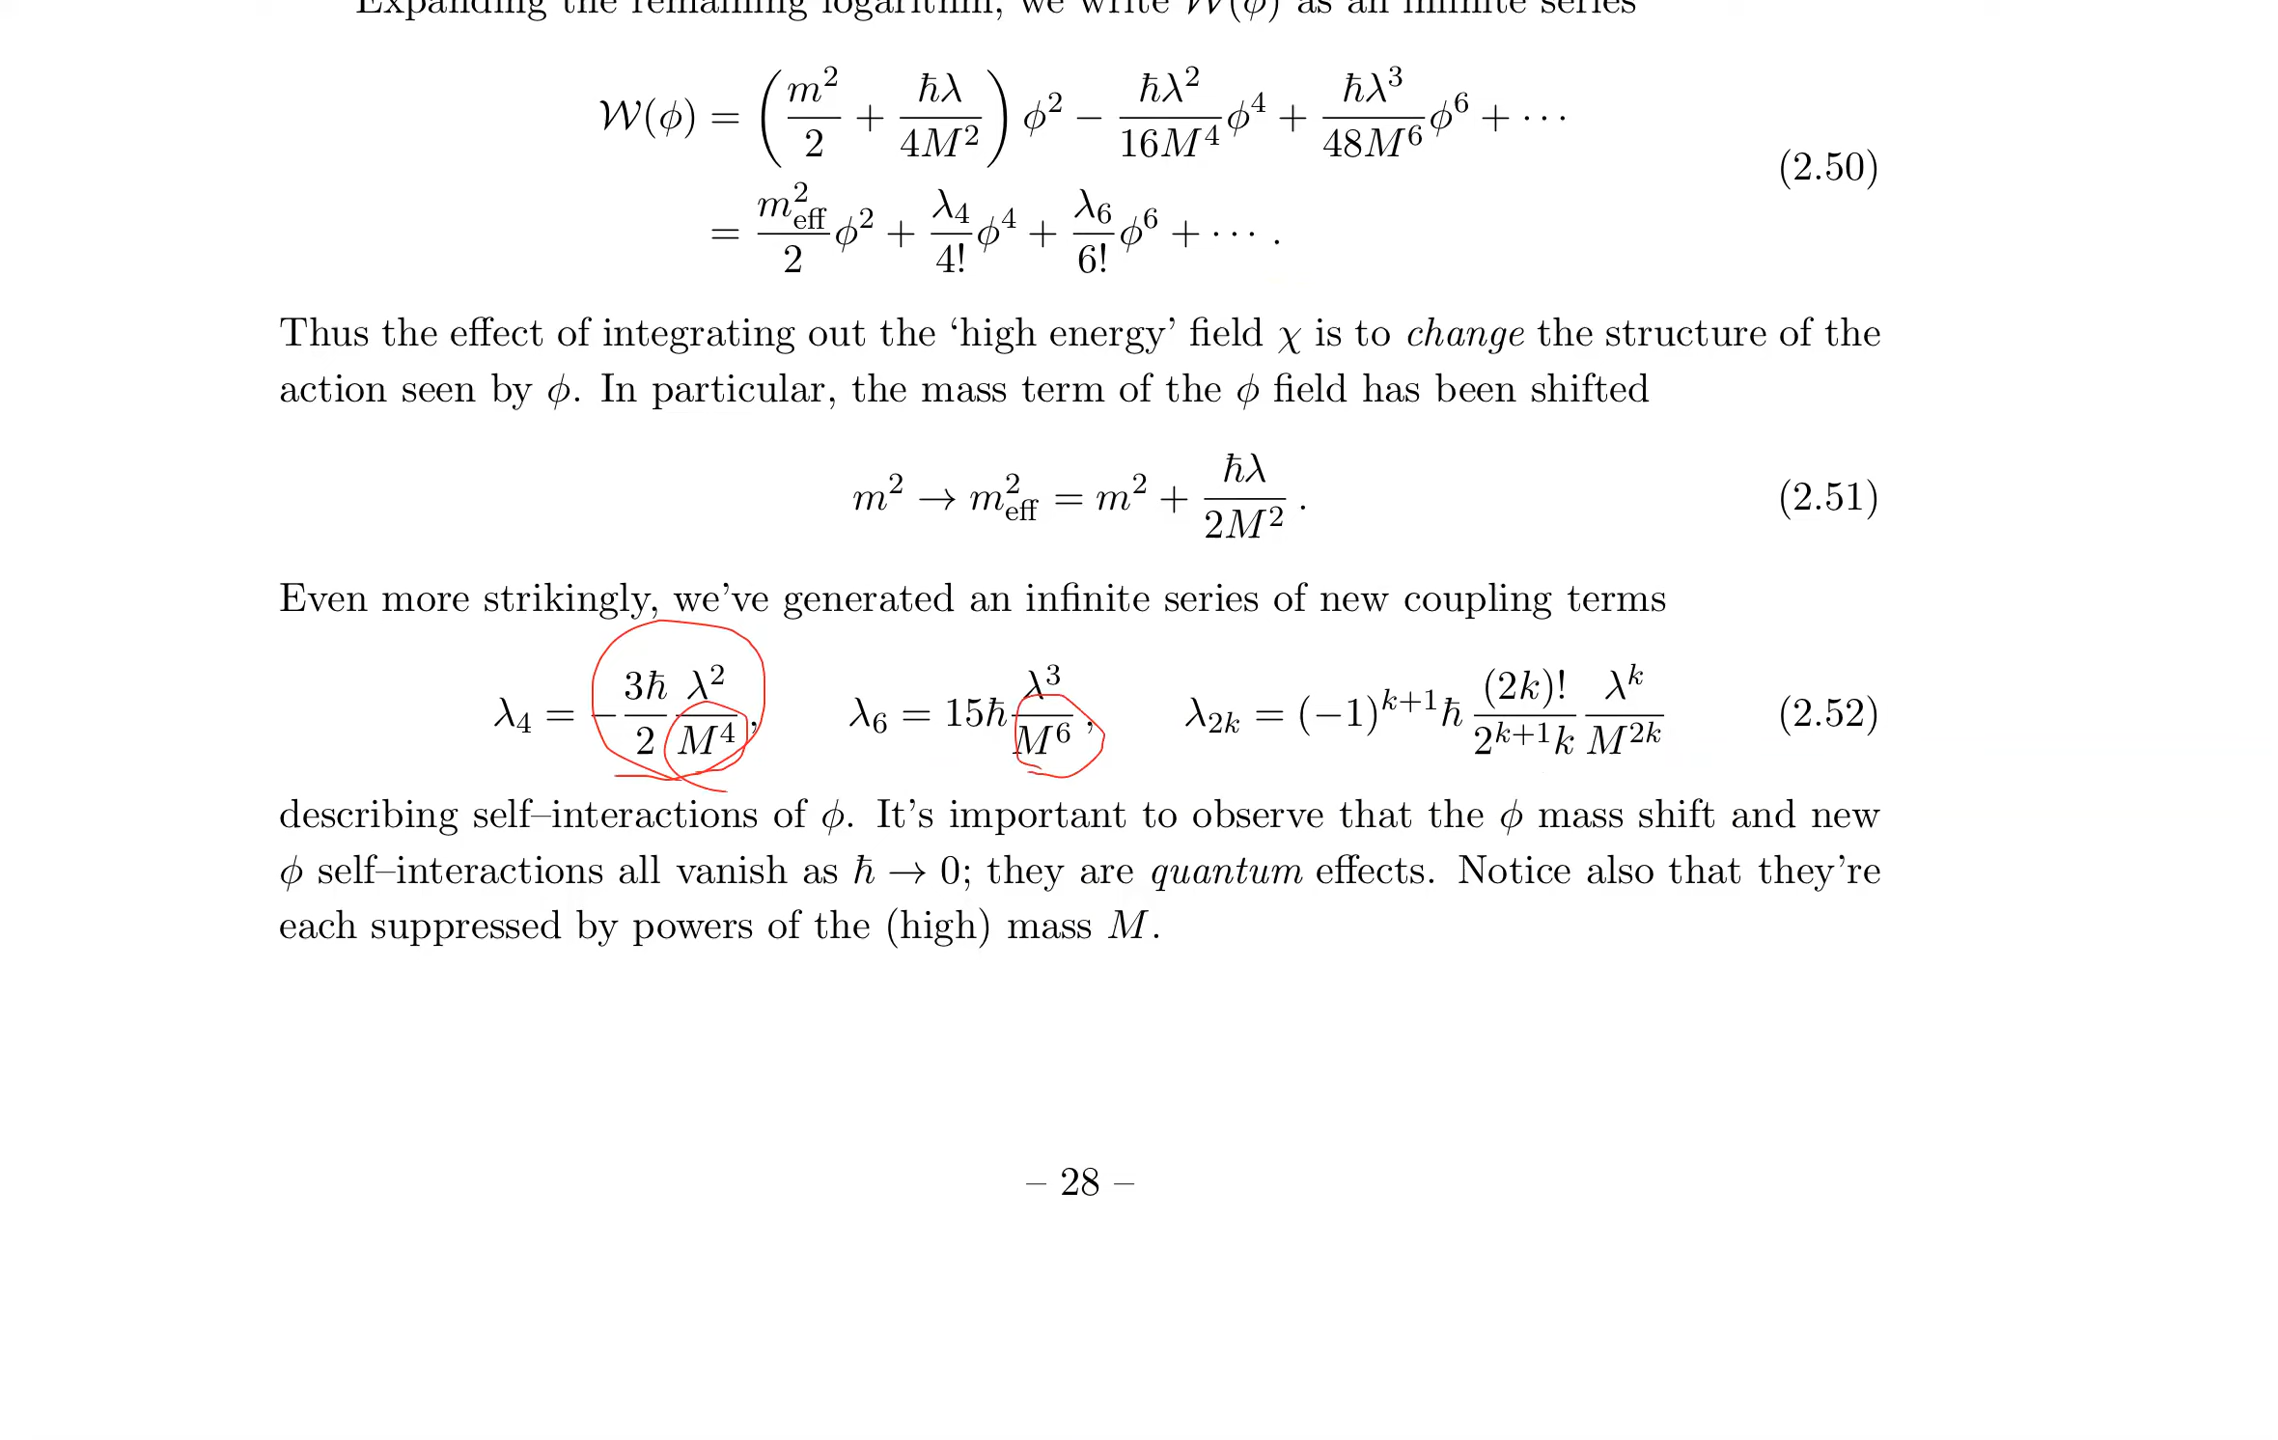 Expanding the remaining logarithm, we write 𝒲(ϕ) as an infinite series
𝒲(ϕ) = (m²/2 + ℏλ/4M²) ϕ² − ℏλ²/16M⁴ ϕ⁴ + ℏλ³/48M⁶ ϕ⁶ + ⋯
(2.50)
= m²_eff/2 ϕ² + λ₄/4! ϕ⁴ + λ₆/6! ϕ⁶ + ⋯ .
Thus the effect of integrating out the ‘high energy’ field χ is to change the structure of the
action seen by ϕ. In particular, the mass term of the ϕ field has been shifted
m² → m²_eff = m² + ℏλ/2M² . (2.51)
Even more strikingly, we’ve generated an infinite series of new coupling terms
λ₄ = −3ℏ/2 λ²/M⁴, λ₆ = 15ℏ λ³/M⁶ , λ_{2k} = (−1)^{k+1}ℏ (2k)!/2^{k+1}k λ^k/M^{2k} (2.52)
describing self–interactions of ϕ. It’s important to observe that the ϕ mass shift and new
ϕ self–interactions all vanish as ℏ → 0; they are quantum effects. Notice also that they’re
each suppressed by powers of the (high) mass M.
– 28 –